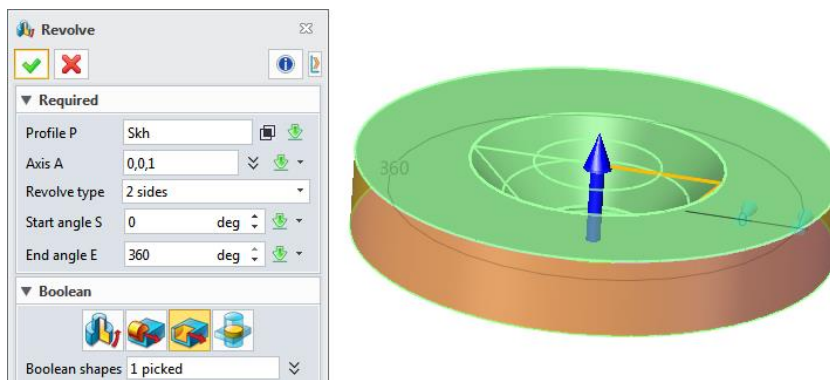 Revolve
Required
Profile P Skh
Axis A 0,0,1
Revolve type 2 sides
Start angle S 0 deg
End angle E 360 deg
Boolean
Boolean shapes 1 picked
360